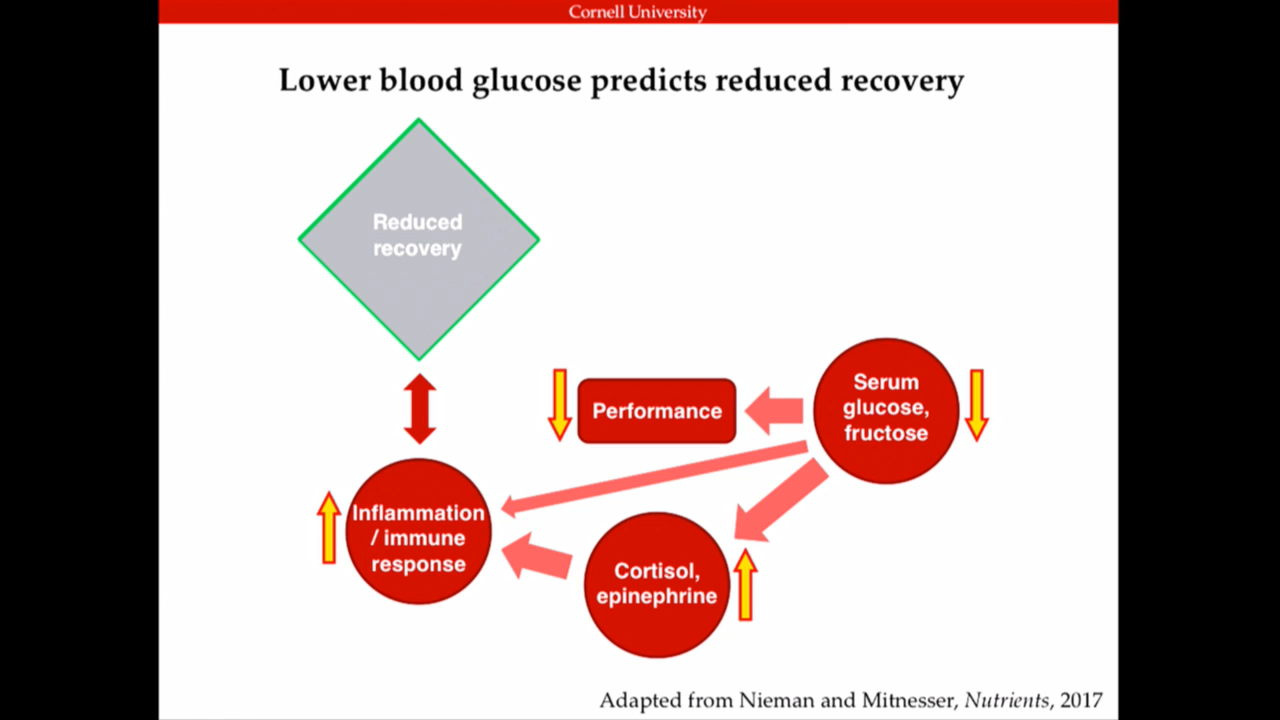 Cornell University
Lower blood glucose predicts reduced recovery
Reduced
recovery
Performance
Serum
glucose,
fructose
Inflammation
/ immune
response
Cortisol,
epinephrine
Adapted from Nieman and Mitnesser, Nutrients, 2017